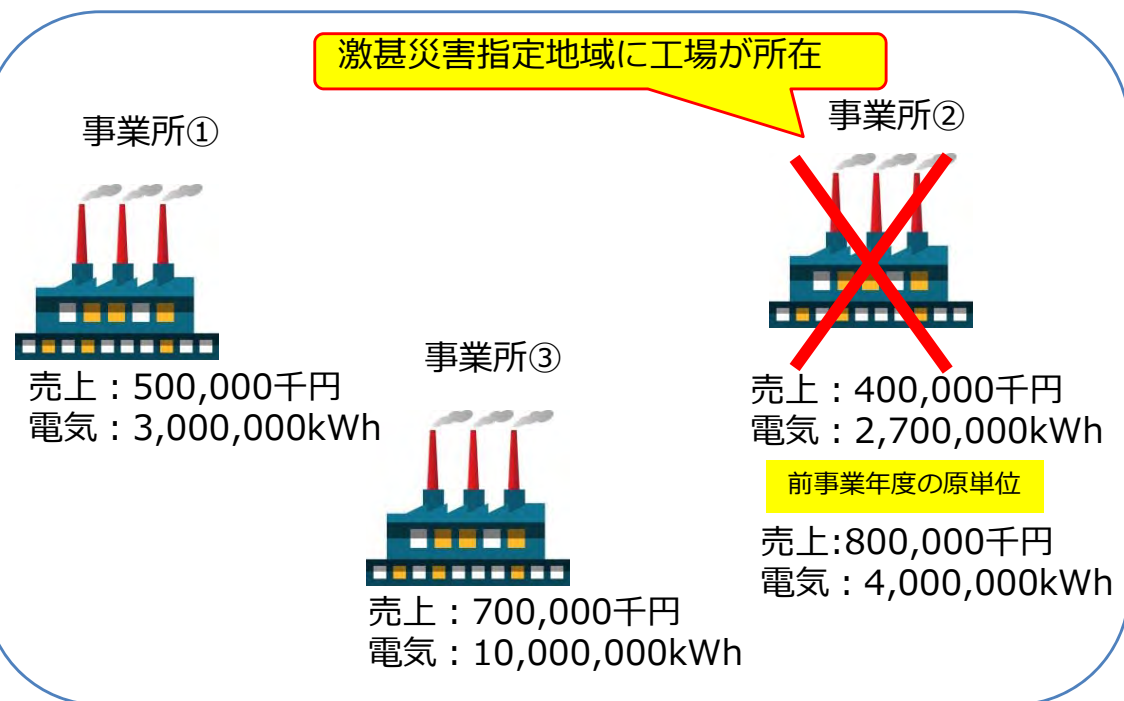 激甚災害指定地域に工場が所在
事業所①
売上：500,000千円
電気：3,000,000kWh
事業所②
売上：400,000千円
電気：2,700,000kWh
前事業年度の原単位
売上:800,000千円
電気：4,000,000kWh
事業所③
売上：700,000千円
電気：10,000,000kWh